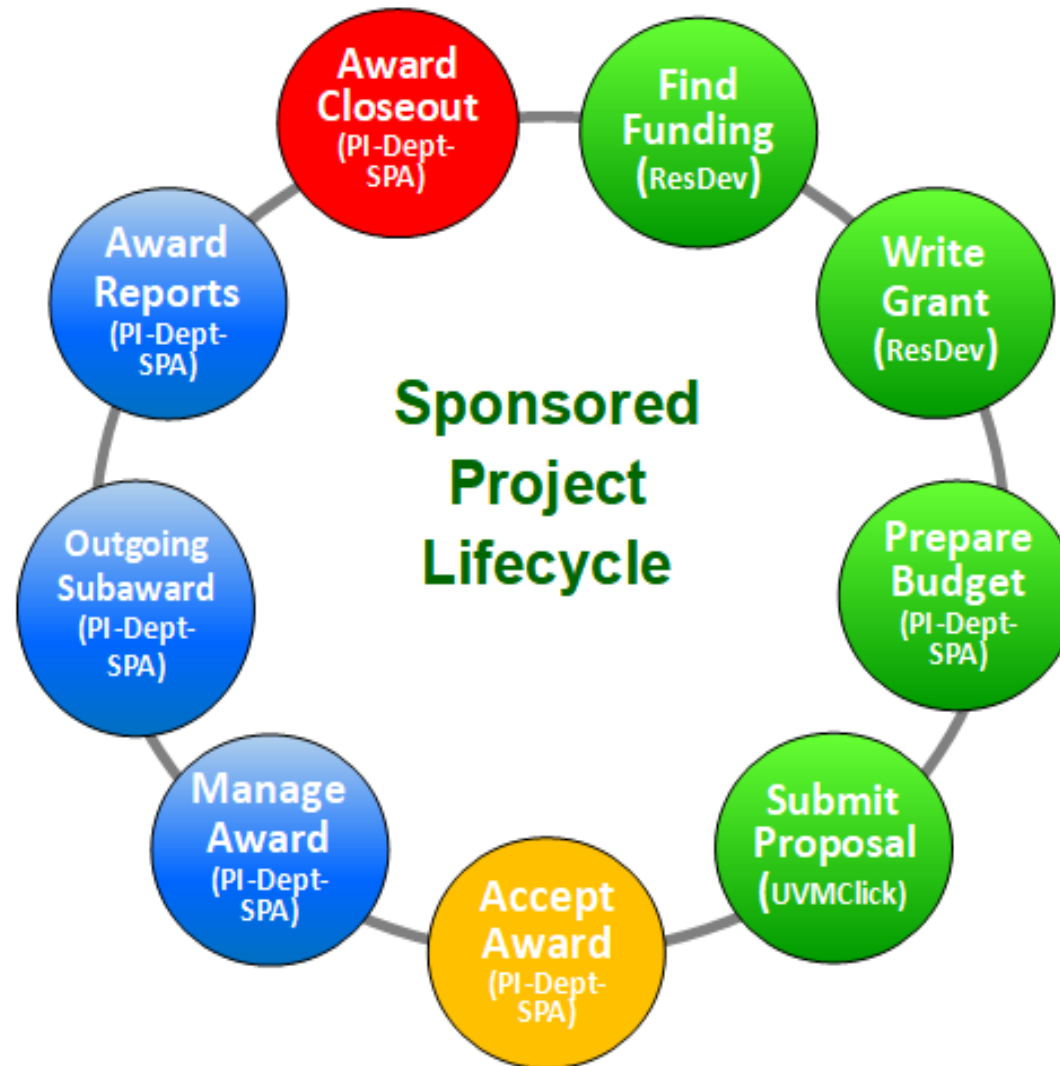 Sponsored
Project
Lifecycle
Find
Funding
(ResDev)
Write
Grant
(ResDev)
Prepare
Budget
(PI-Dept-
SPA)
Submit
Proposal
(UVMClick)
Accept
Award
(PI-Dept-
SPA)
Manage
Award
(PI-Dept-
SPA)
Outgoing
Subaward
(PI-Dept-
SPA)
Award
Reports
(PI-Dept-
SPA)
Award
Closeout
(PI-Dept-
SPA)